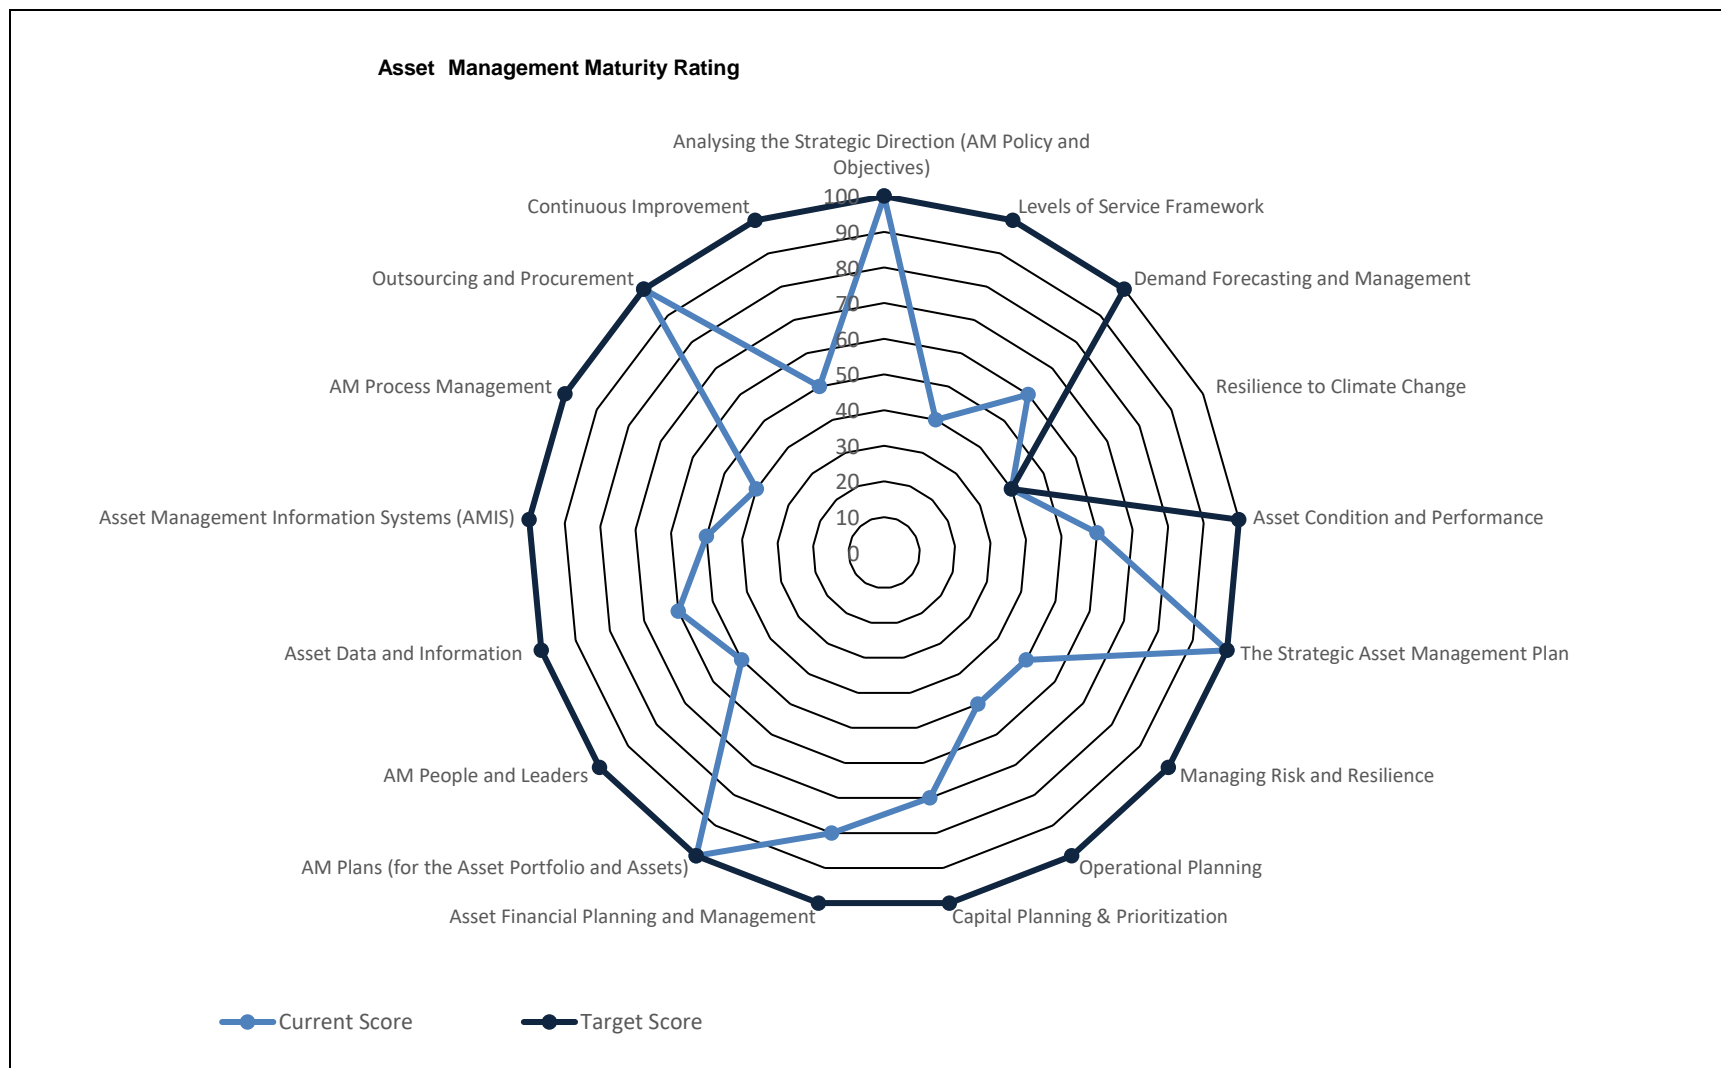 Asset Management Maturity Rating
Analysing the Strategic Direction (AM Policy and
Objectives)
Levels of Service Framework
Demand Forecasting and Management
Resilience to Climate Change
Asset Condition and Performance
The Strategic Asset Management Plan
Managing Risk and Resilience
Operational Planning
Capital Planning & Prioritization
Asset Financial Planning and Management
AM Plans (for the Asset Portfolio and Assets)
AM People and Leaders
Asset Data and Information
Asset Management Information Systems (AMIS)
AM Process Management
Outsourcing and Procurement
Continuous Improvement
100
90
80
70
60
50
40
30
20
10
0
Current Score
Target Score